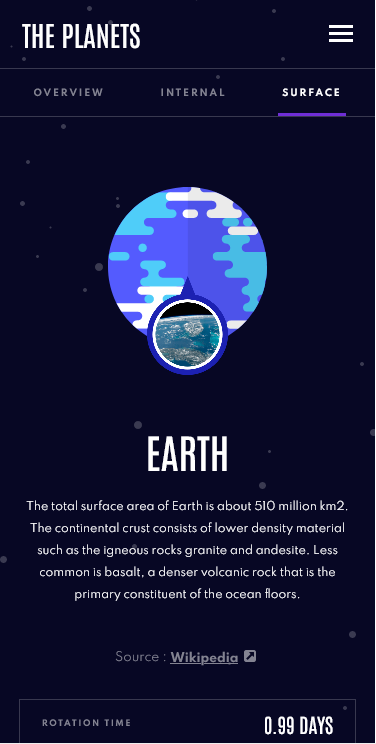 THE PLANETS
OVERVIEW INTERNAL SURFACE
EARTH
The total surface area of Earth is about 510 million km2.
The continental crust consists of lower density material
such as the igneous rocks granite and andesite. Less
common is basalt, a denser volcanic rock that is the
primary constituent of the ocean floors.
Source : Wikipedia
ROTATION TIME 0.99 DAYS